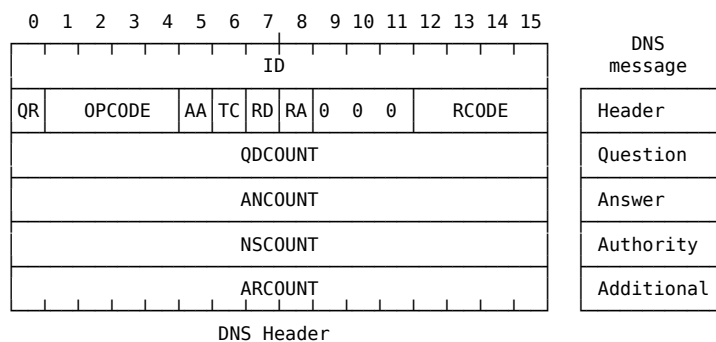 0 1 2 3 4 5 6 7 8 9 10 11 12 13 14 15
DNS
message
ID
QR OPCODE AA TC RD RA 0 0 0 RCODE
Header
QDCOUNT
Question
ANCOUNT
Answer
NSCOUNT
Authority
ARCOUNT
Additional
DNS Header